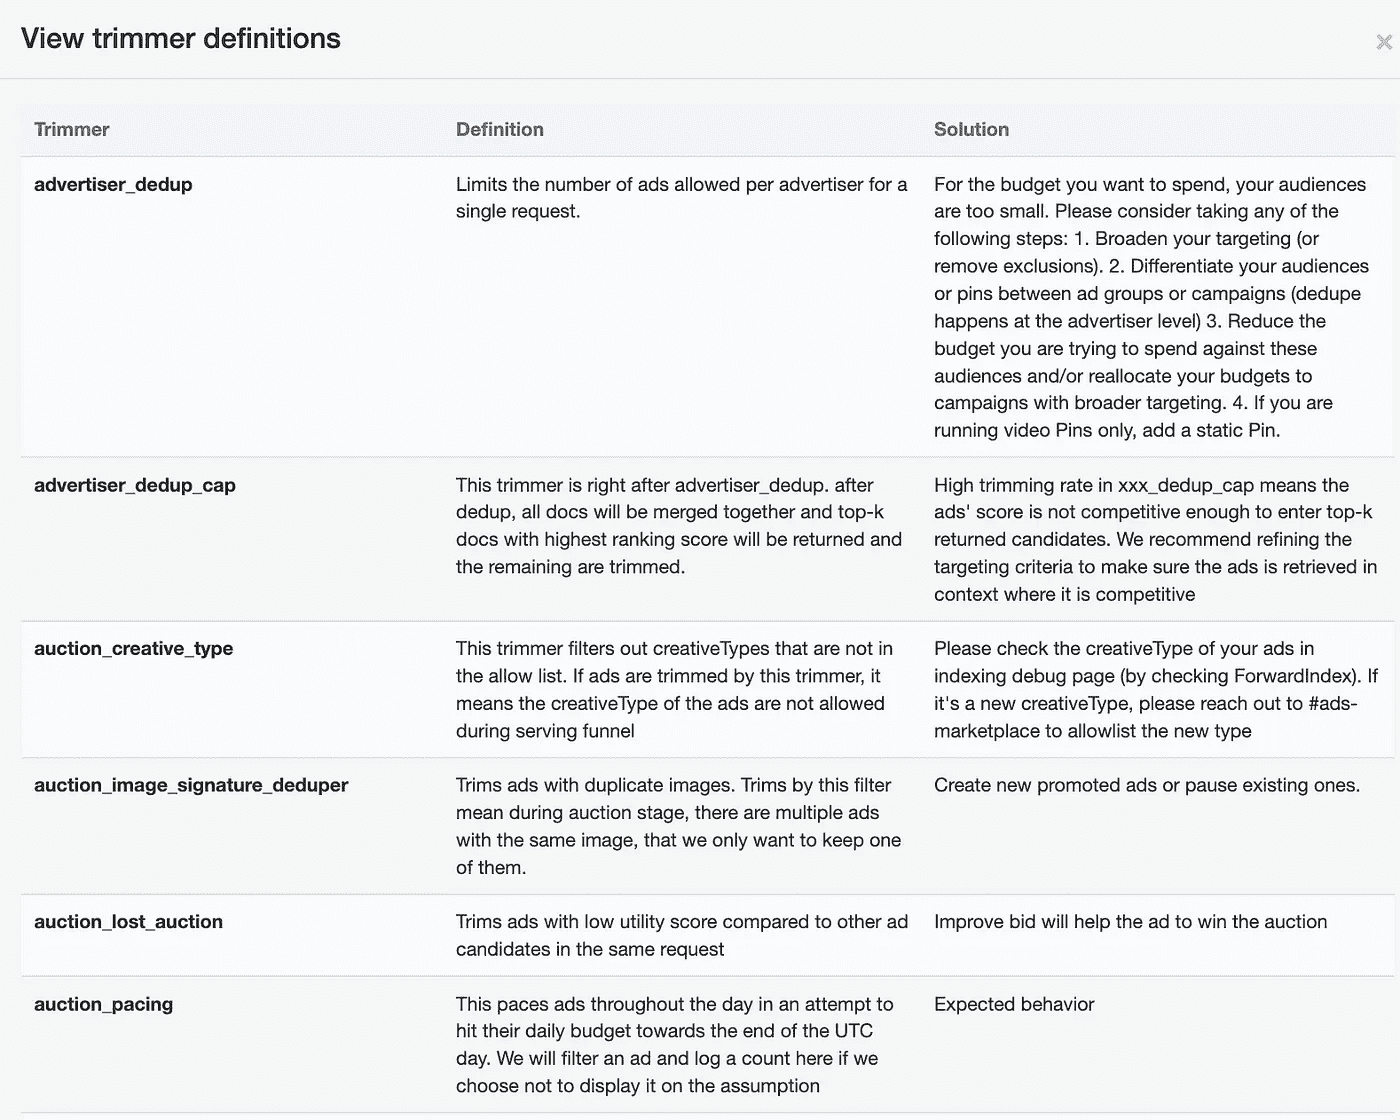 View trimmer definitions
Trimmer
Definition
Solution
advertiser_dedup
Limits the number of ads allowed per advertiser for a
single request.
For the budget you want to spend, your audiences
are too small. Please consider taking any of the
following steps: 1. Broaden your targeting (or
remove exclusions). 2. Differentiate your audiences
or pins between ad groups or campaigns (dedupe
happens at the advertiser level) 3. Reduce the
budget you are trying to spend against these
audiences and/or reallocate your budgets to
campaigns with broader targeting. 4. If you are
running video Pins only, add a static Pin.
advertiser_dedup_cap
This trimmer is right after advertiser_dedup. after
dedup, all docs will be merged together and top-k
docs with highest ranking score will be returned and
the remaining are trimmed.
High trimming rate in xxx_dedup_cap means the
ads' score is not competitive enough to enter top-k
returned candidates. We recommend refining the
targeting criteria to make sure the ads is retrieved in
context where it is competitive
auction_creative_type
This trimmer filters out creativeTypes that are not in
the allow list. If ads are trimmed by this trimmer, it
means the creativeType of the ads are not allowed
during serving funnel
Please check the creativeType of your ads in
indexing debug page (by checking ForwardIndex). If
it's a new creativeType, please reach out to #ads-
marketplace to allowlist the new type
auction_image_signature_deduper
Trims ads with duplicate images. Trims by this filter
mean during auction stage, there are multiple ads
with the same image, that we only want to keep one
of them.
Create new promoted ads or pause existing ones.
auction_lost_auction
Trims ads with low utility score compared to other ad
candidates in the same request
Improve bid will help the ad to win the auction
auction_pacing
This paces ads throughout the day in an attempt to
hit their daily budget towards the end of the UTC
day. We will filter an ad and log a count here if we
choose not to display it on the assumption
Expected behavior